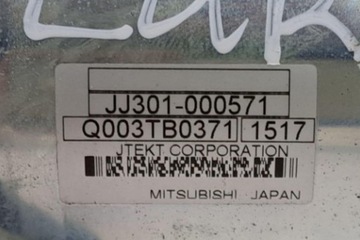 JJ301-000571
Q003TB0371 1517
JTEKT CORPORATION
MITSUBISHI JAPAN